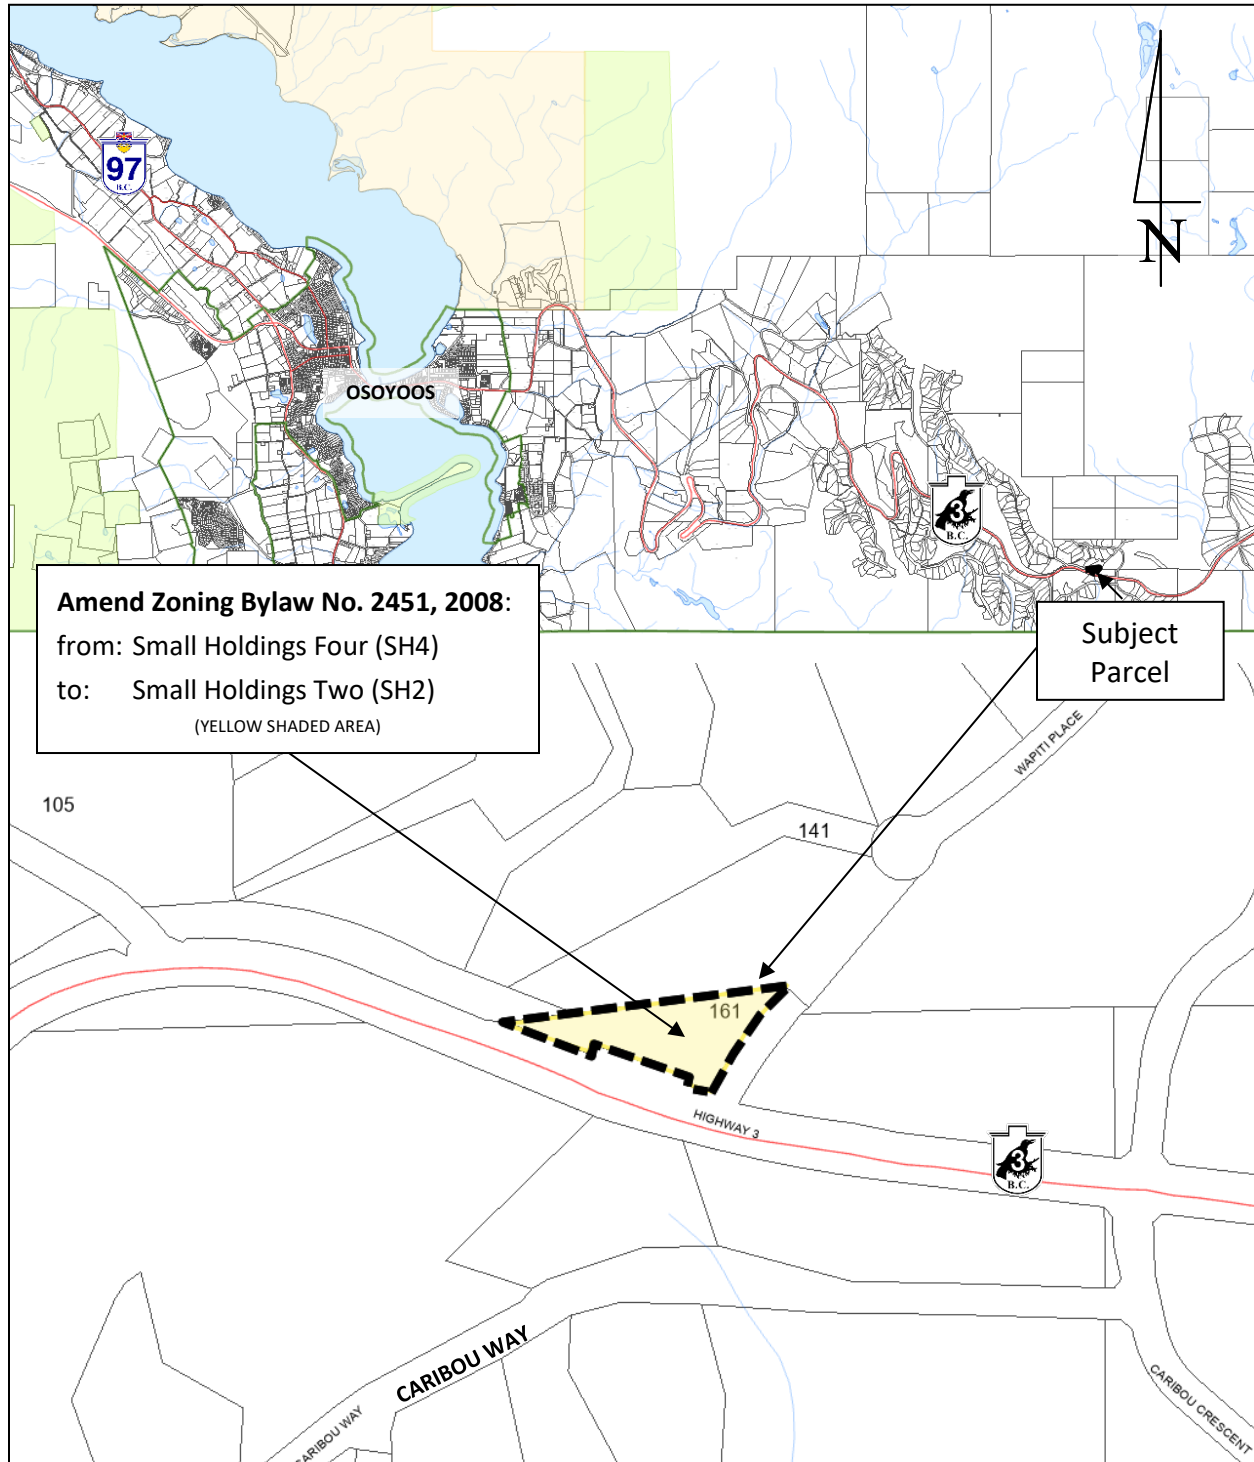 97
B.C.
N
OSOYOOS
3
B.C.
Amend Zoning Bylaw No. 2451, 2008:
from: Small Holdings Four (SH4)
to: Small Holdings Two (SH2)
(YELLOW SHADED AREA)
Subject
Parcel
WAPITI PLACE
105
141
161
HIGHWAY 3
3
B.C.
CARIBOU WAY
CARIBOU WAY
CARIBOU CRESCENT